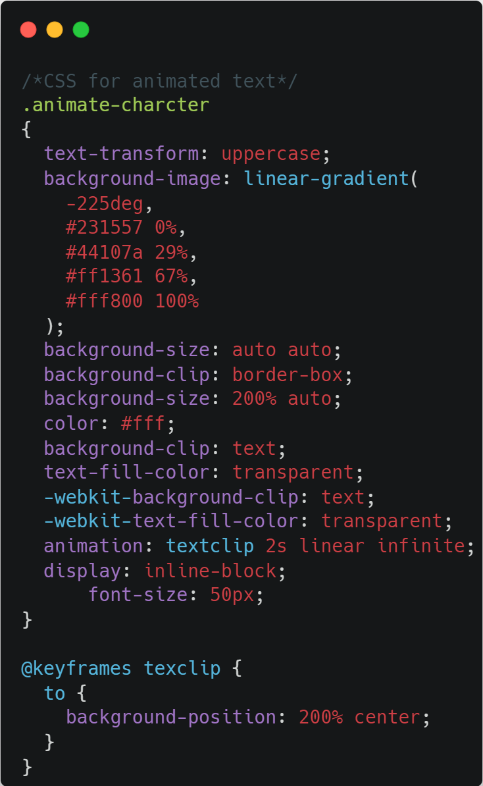 /*CSS for animated text*/
.animate-charcter
{
  text-transform: uppercase;
  background-image: linear-gradient(
    -225deg,
    #231557 0%,
    #44107a 29%,
    #ff1361 67%,
    #fff800 100%
  );
  background-size: auto auto;
  background-clip: border-box;
  background-size: 200% auto;
  color: #fff;
  background-clip: text;
  text-fill-color: transparent;
  -webkit-background-clip: text;
  -webkit-text-fill-color: transparent;
  animation: textclip 2s linear infinite;
  display: inline-block;
      font-size: 50px;
}

@keyframes texclip {
  to {
    background-position: 200% center;
  }
}